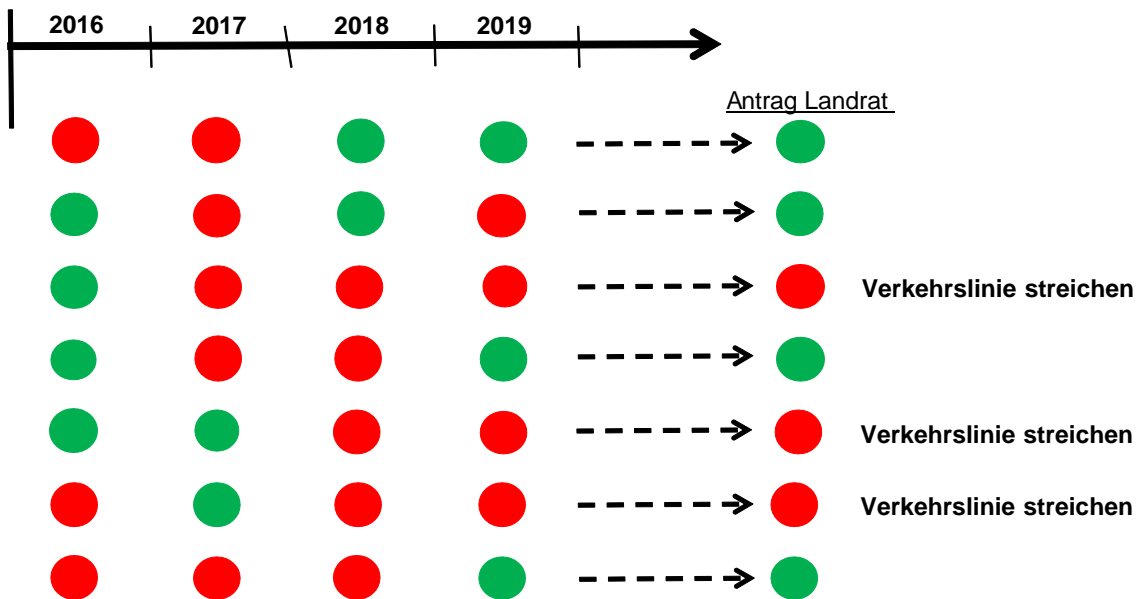 2016 2017 2018 2019
Antrag Landrat
Verkehrslinie streichen
Verkehrslinie streichen
Verkehrslinie streichen